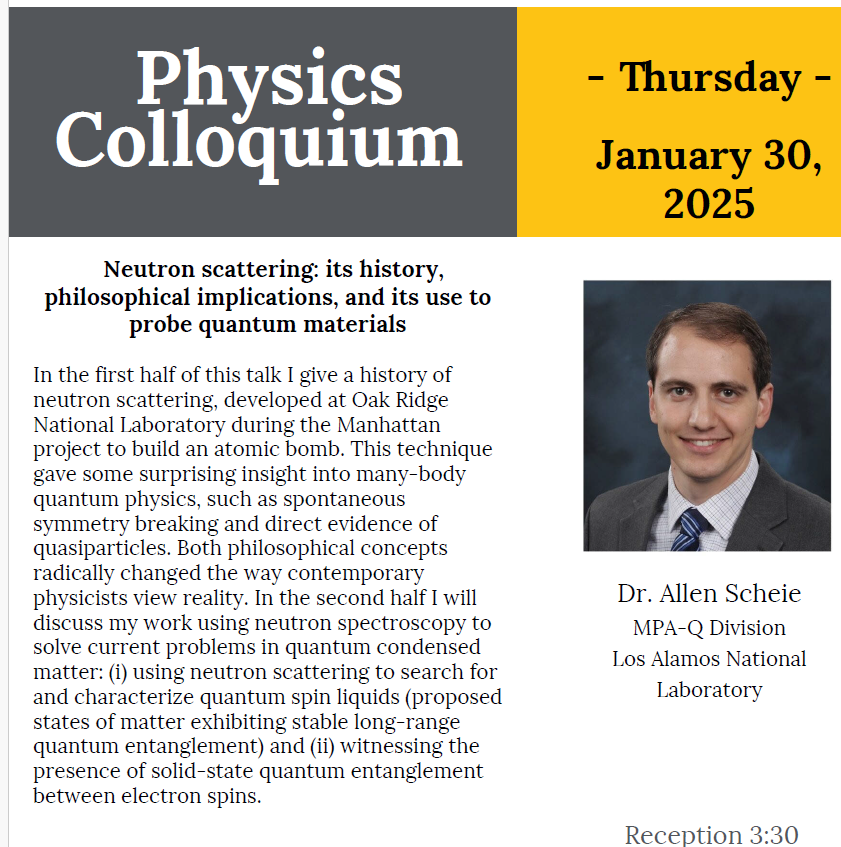 Physics
Colloquium
- Thursday -
January 30,
2025
Neutron scattering: its history,
philosophical implications, and its use to
probe quantum materials
In the first half of this talk I give a history of
neutron scattering, developed at Oak Ridge
National Laboratory during the Manhattan
project to build an atomic bomb. This technique
gave some surprising insight into many-body
quantum physics, such as spontaneous
symmetry breaking and direct evidence of
quasiparticles. Both philosophical concepts
radically changed the way contemporary
physicists view reality. In the second half I will
discuss my work using neutron spectroscopy to
solve current problems in quantum condensed
matter: (i) using neutron scattering to search for
and characterize quantum spin liquids (proposed
states of matter exhibiting stable long-range
quantum entanglement) and (ii) witnessing the
presence of solid-state quantum entanglement
between electron spins.
Dr. Allen Scheie
MPA-Q Division
Los Alamos National
Laboratory
Reception 3:30